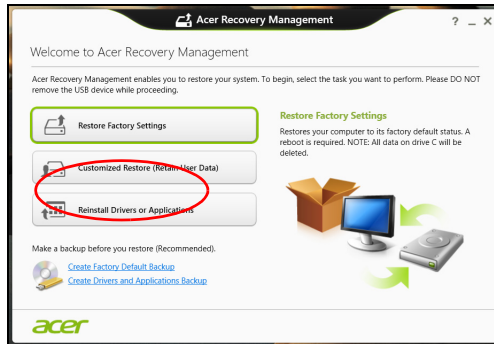 Acer Recovery Management
Welcome to Acer Recovery Management
Acer Recovery Management enables you to restore your system. To begin, select the task you want to perform. Please DO NOT
remove the USB device while proceeding.
Restore Factory Settings
Customized Restore (Retain User Data)
Reinstall Drivers or Applications
Restore Factory Settings
Restores your computer to its factory default status. A
reboot is required. NOTE: All data on drive C will be
deleted.
Make a backup before you restore (Recommended).
Create Factory Default Backup
Create Drivers and Applications Backup
acer